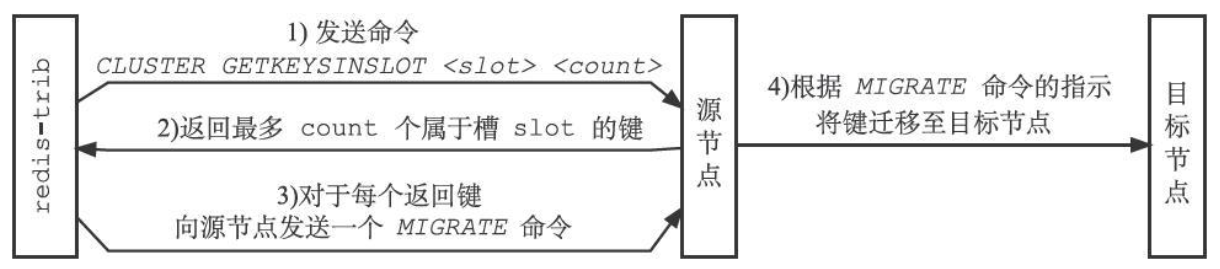 redis-trib
1) 发送命令
CLUSTER GETKEYSINSLOT <slot> <count>
2)返回最多 count 个属于槽 slot 的键
3)对于每个返回键
向源节点发送一个 MIGRATE 命令
源节点
4)根据 MIGRATE 命令的指示
将键迁移至目标节点
目标节点